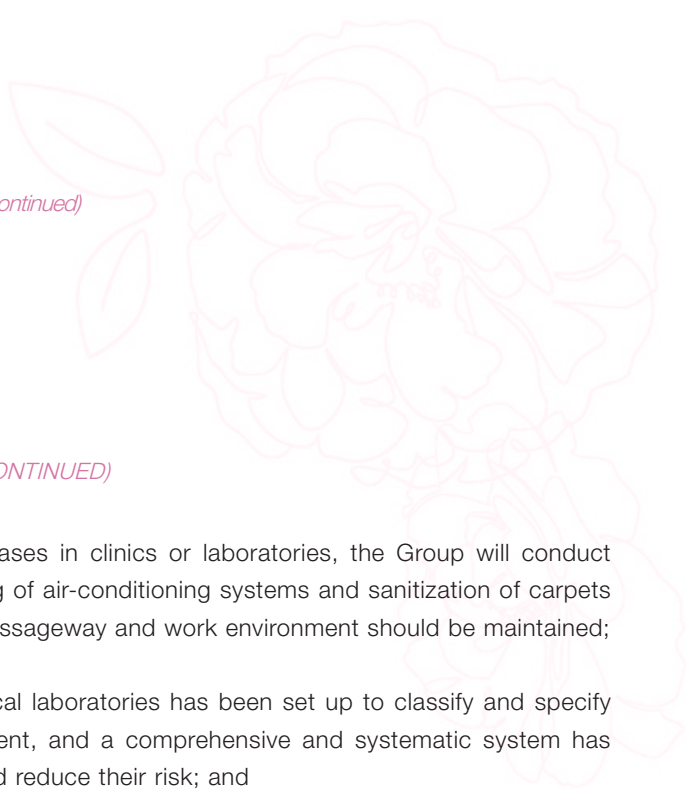 ontinued)
ONTINUED)
ases in clinics or laboratories, the Group will conduct
g of air-conditioning systems and sanitization of carpets
ssageway and work environment should be maintained;
cal laboratories has been set up to classify and specify
ent, and a comprehensive and systematic system has
d reduce their risk; and